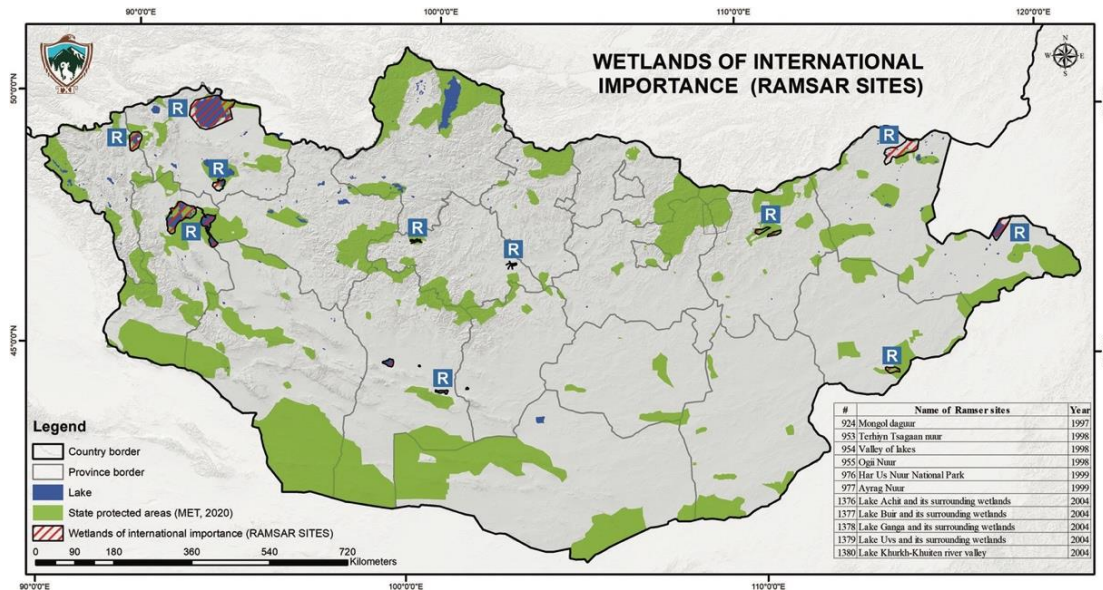 90°0'0"E 100°0'0"E 110°0'0"E 120°0'0"E
WETLANDS OF INTERNATIONAL
IMPORTANCE (RAMSAR SITES)
N
W E
S
50°0'0"N
R
R
R
R
R
R
R
R
R
45°0'0"N
R
R
Legend
Country border
Province border
Lake
State protected areas (MET, 2020)
Wetlands of international importance (RAMSAR SITES)
0 90 180 360 540 720
Kilometers
# Name of Ramser sites Year
924 Mongol daguur 1997
953 Terhiyn Tsagaan nuur 1998
954 Valley of lakes 1998
955 Ogii Nuur 1998
976 Har Us Nuur National Park 1999
977 Ayrag Nuur 1999
1376 Lake Achit and its surrounding wetlands 2004
1377 Lake Buir and its surrounding wetlands 2004
1378 Lake Ganga and its surrounding wetlands 2004
1379 Lake Uvs and its surrounding wetlands 2004
1380 Lake Khurkh-Khuiten river valley 2004
90°0'0"E 100°0'0"E 110°0'0"E